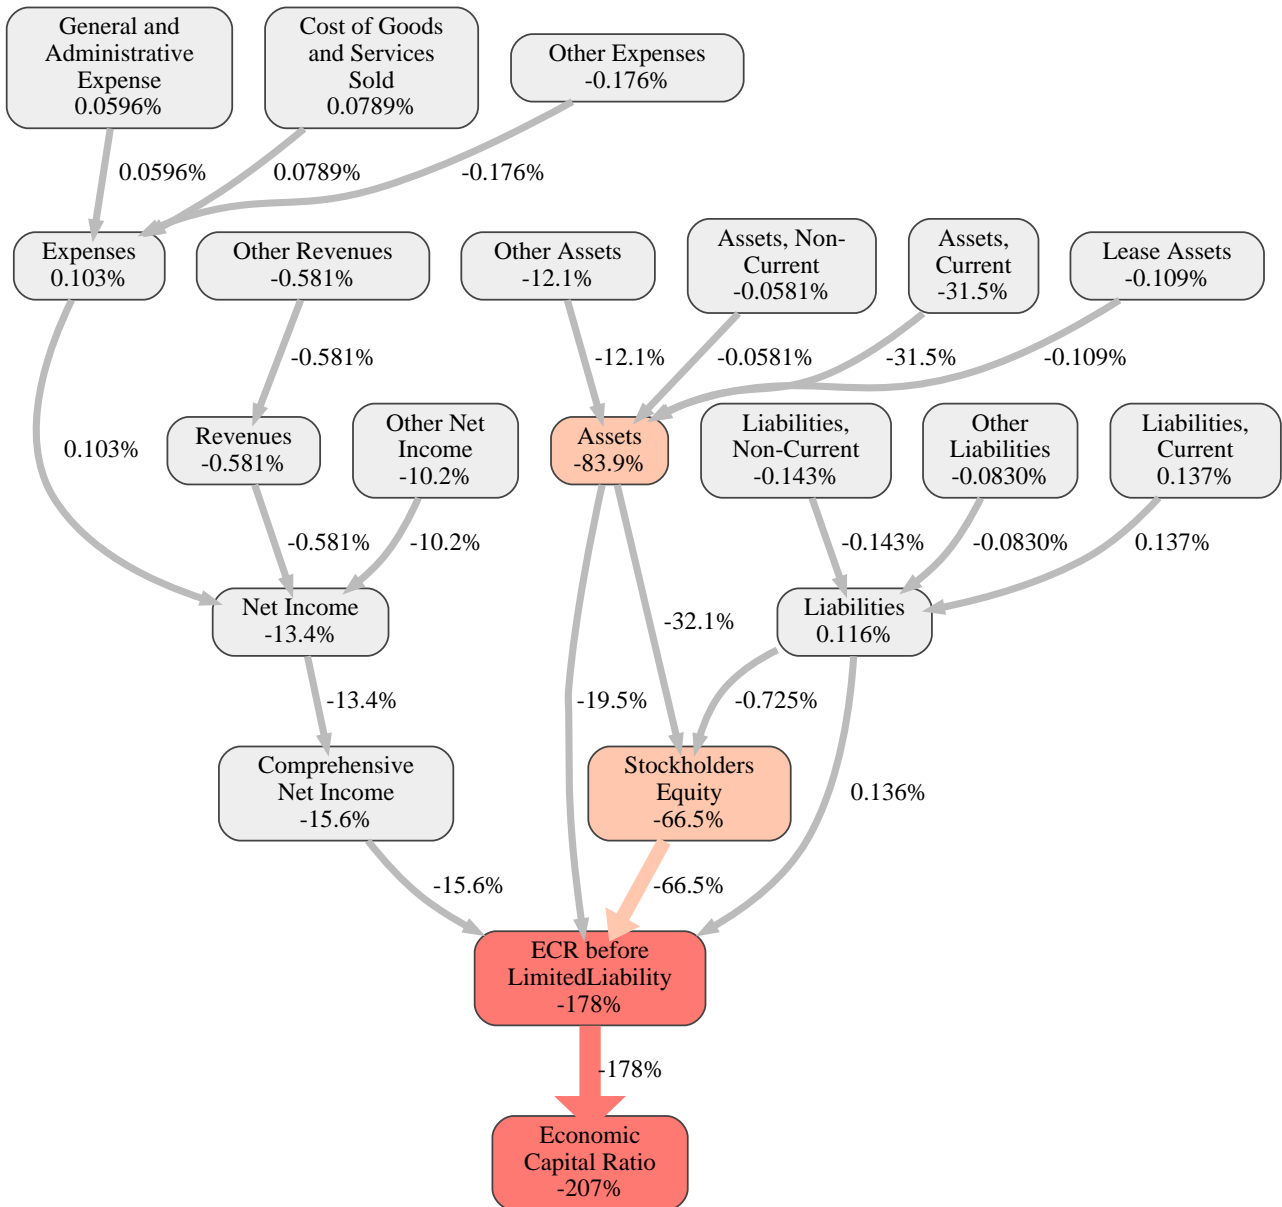 General and
Administrative
Expense
0.0596%
Cost of Goods
and Services
Sold
0.0789%
Other Expenses
-0.176%
0.0596%
0.0789%
-0.176%
Expenses
0.103%
Other Revenues
-0.581%
Other Assets
-12.1%
Assets, Non-
Current
-0.0581%
Assets,
Current
-31.5%
Lease Assets
-0.109%
-0.581%
-12.1%
-0.0581%
-31.5%
-0.109%
0.103%
Revenues
-0.581%
Other Net
Income
-10.2%
Assets
-83.9%
Liabilities,
Non-Current
-0.143%
Other
Liabilities
-0.0830%
Liabilities,
Current
0.137%
-0.581%
-10.2%
-0.143%
-0.0830%
0.137%
Net Income
-13.4%
-32.1%
Liabilities
0.116%
-13.4%
-19.5%
-0.725%
Comprehensive
Net Income
-15.6%
Stockholders
Equity
-66.5%
0.136%
-15.6%
-66.5%
ECR before
LimitedLiability
-178%
-178%
Economic
Capital Ratio
-207%